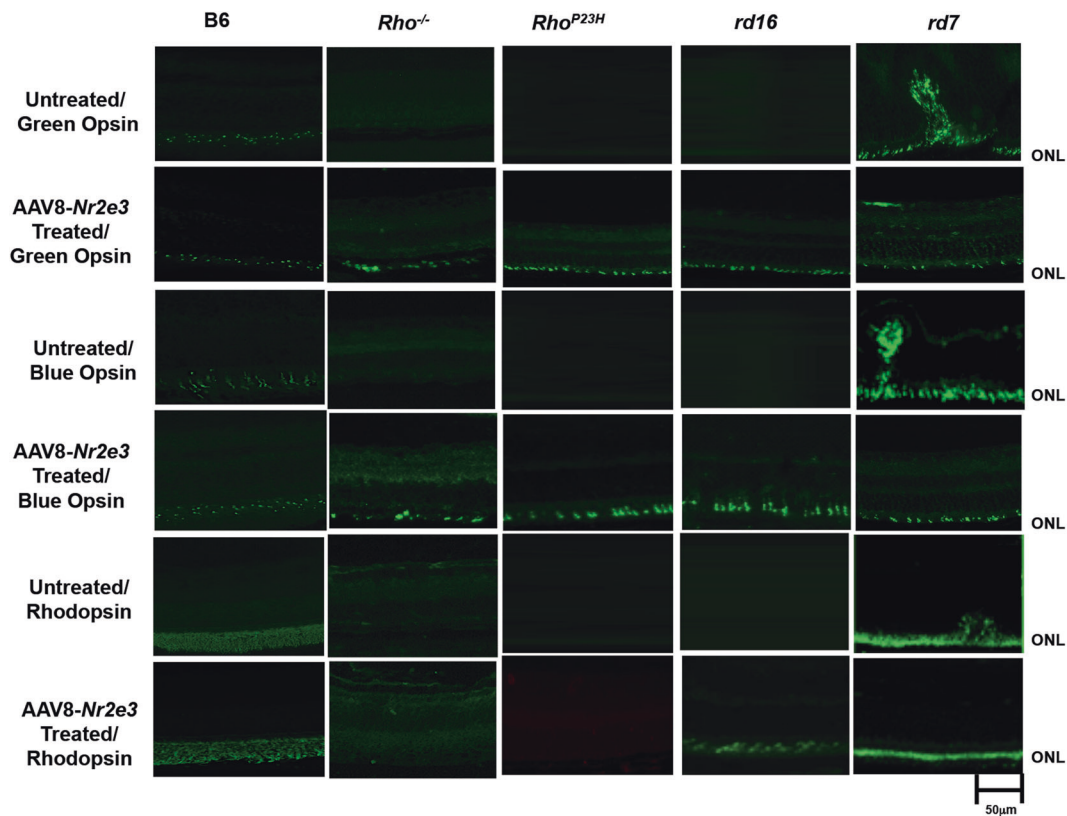 B6 Rho-/- RhoP23H rd16 rd7
Untreated/
Green Opsin
ONL
AAV8-Nr2e3
Treated/
Green Opsin
ONL
Untreated/
Blue Opsin
ONL
AAV8-Nr2e3
Treated/
Blue Opsin
ONL
Untreated/
Rhodopsin
ONL
AAV8-Nr2e3
Treated/
Rhodopsin
ONL
50µm